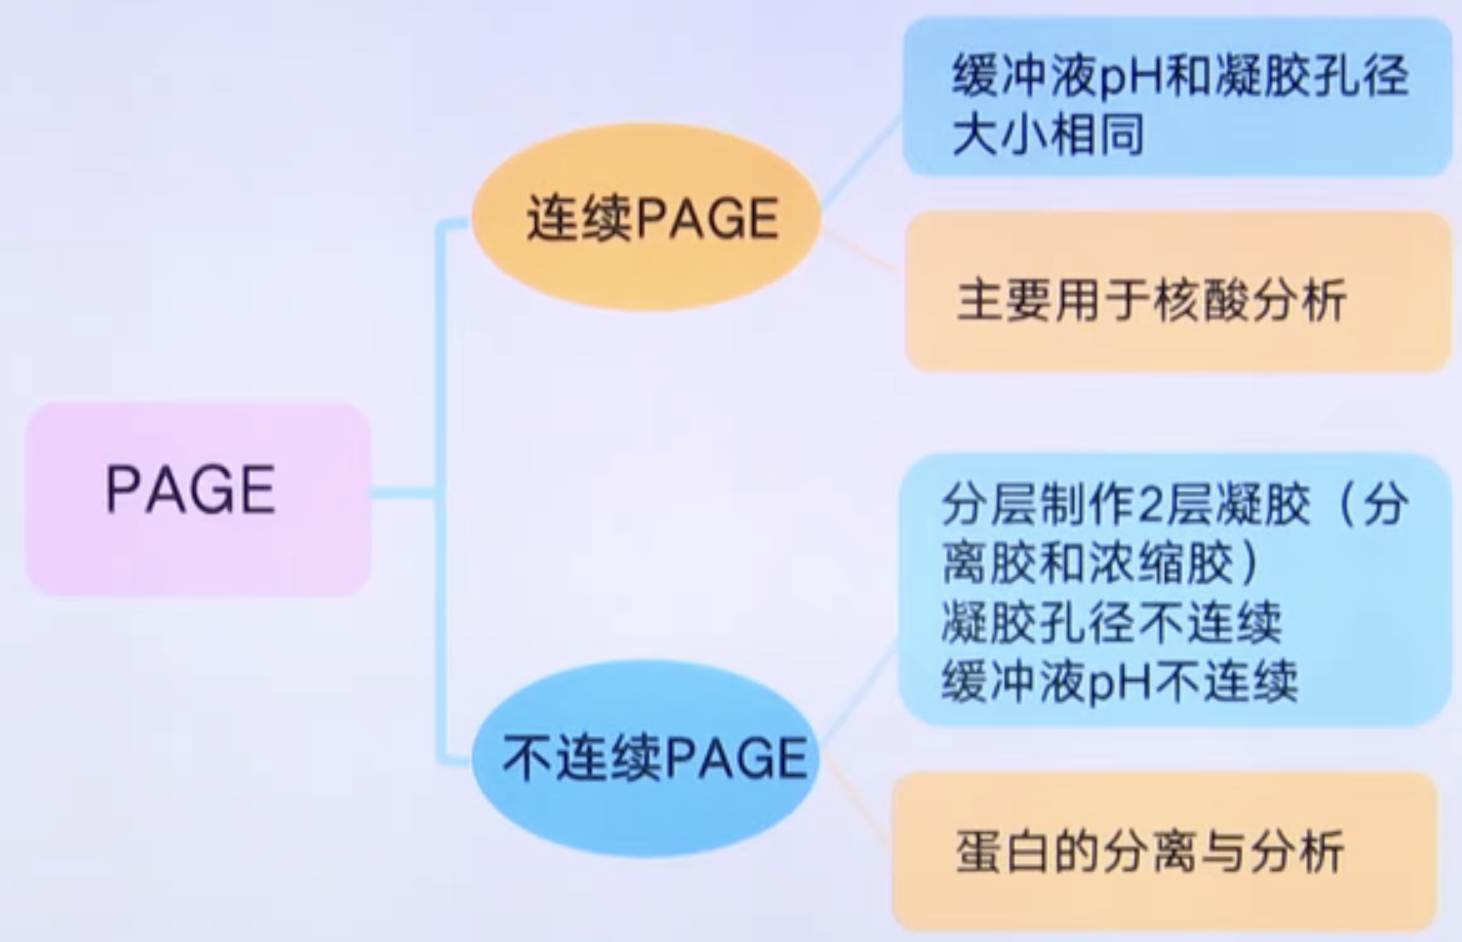 缓冲液pH和凝胶孔径
大小相同
连续PAGE
主要用于核酸分析
PAGE
分层制作2层凝胶（分
离胶和浓缩胶）
凝胶孔径不连续
缓冲液pH不连续
不连续PAGE
蛋白的分离与分析